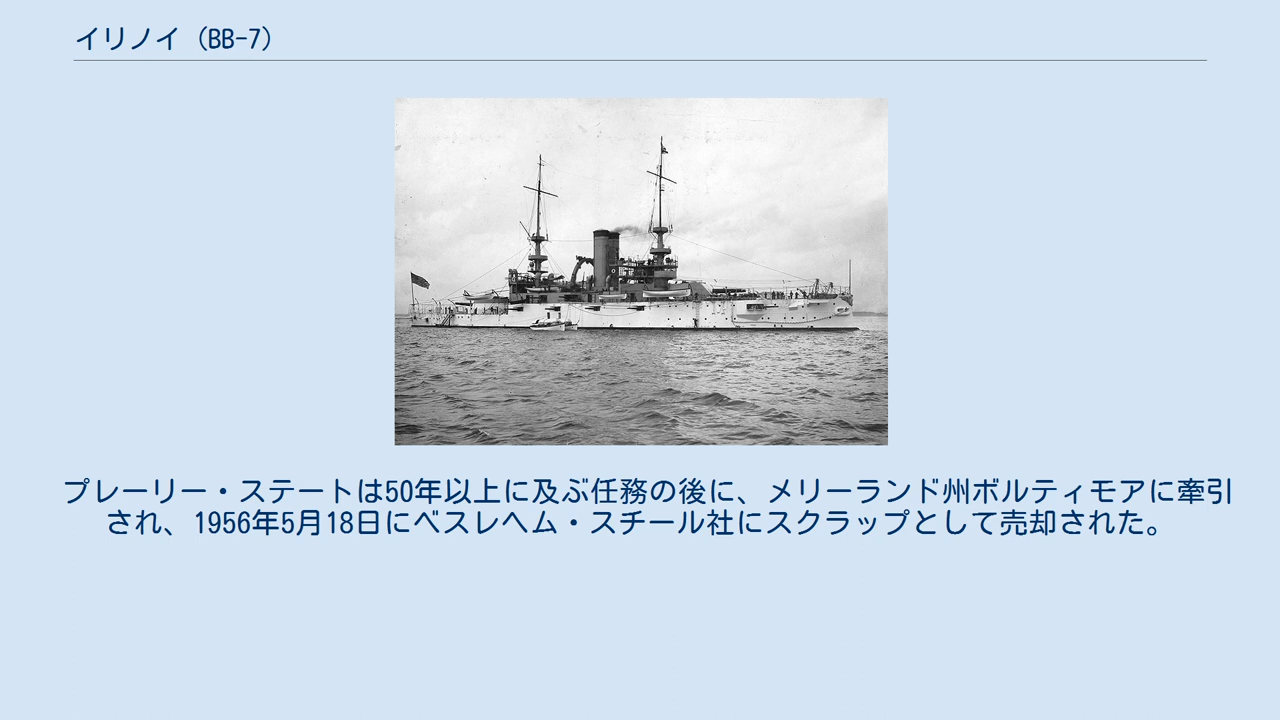 イリノイ（BB-7）
プレーリー・ステートは50年以上に及ぶ任務の後に、メリーランド州ボルティモアに牽引
され、1956年5月18日にベスレヘム・スチール社にスクラップとして売却された。